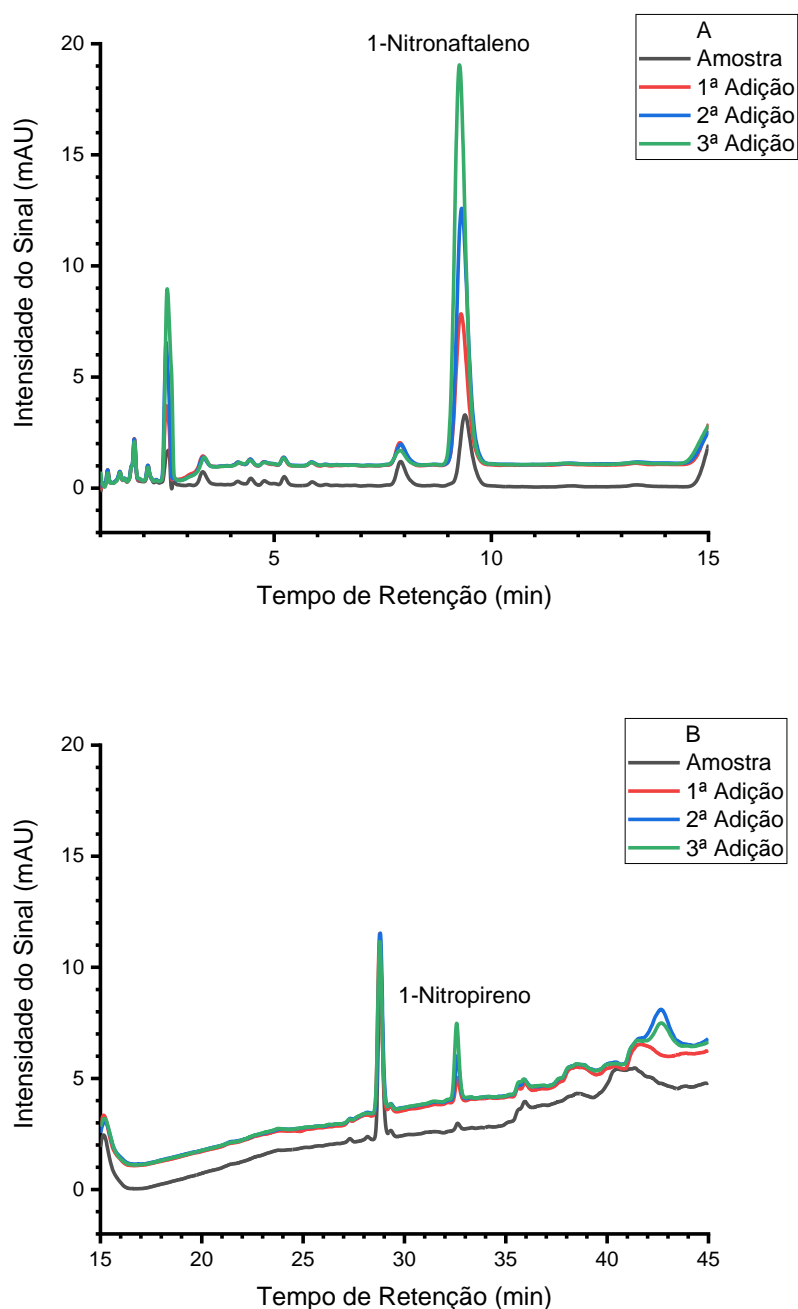 1-Nitronaftaleno
A
Amostra
1ª Adição
2ª Adição
3ª Adição
20
15
10
5
0
Intensidade do Sinal (mAU)
5
10
15
Tempo de Retenção (min)
B
Amostra
1ª Adição
2ª Adição
3ª Adição
20
15
10
5
0
Intensidade do Sinal (mAU)
1-Nitropireno
15
20
25
30
35
40
45
Tempo de Retenção (min)